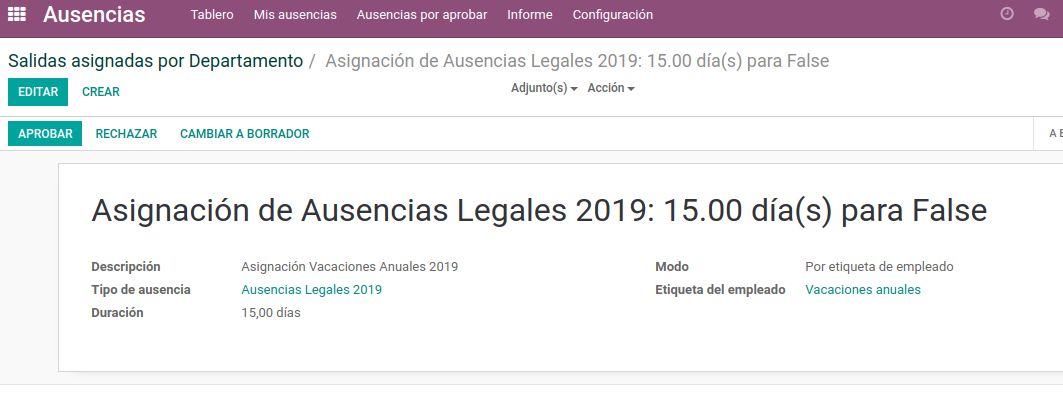 Ausencias Tablero Mis ausencias Ausencias por aprobar Informe Configuración
Salidas asignadas por Departamento / Asignación de Ausencias Legales 2019: 15.00 día(s) para False
EDITAR CREAR Adjunto(s) Acción
APROBAR RECHAZAR CAMBIAR A BORRADOR A
Asignación de Ausencias Legales 2019: 15.00 día(s) para False
Descripción Asignación Vacaciones Anuales 2019 Modo Por etiqueta de empleado
Tipo de ausencia Ausencias Legales 2019 Etiqueta del empleado Vacaciones anuales
Duración 15,00 días